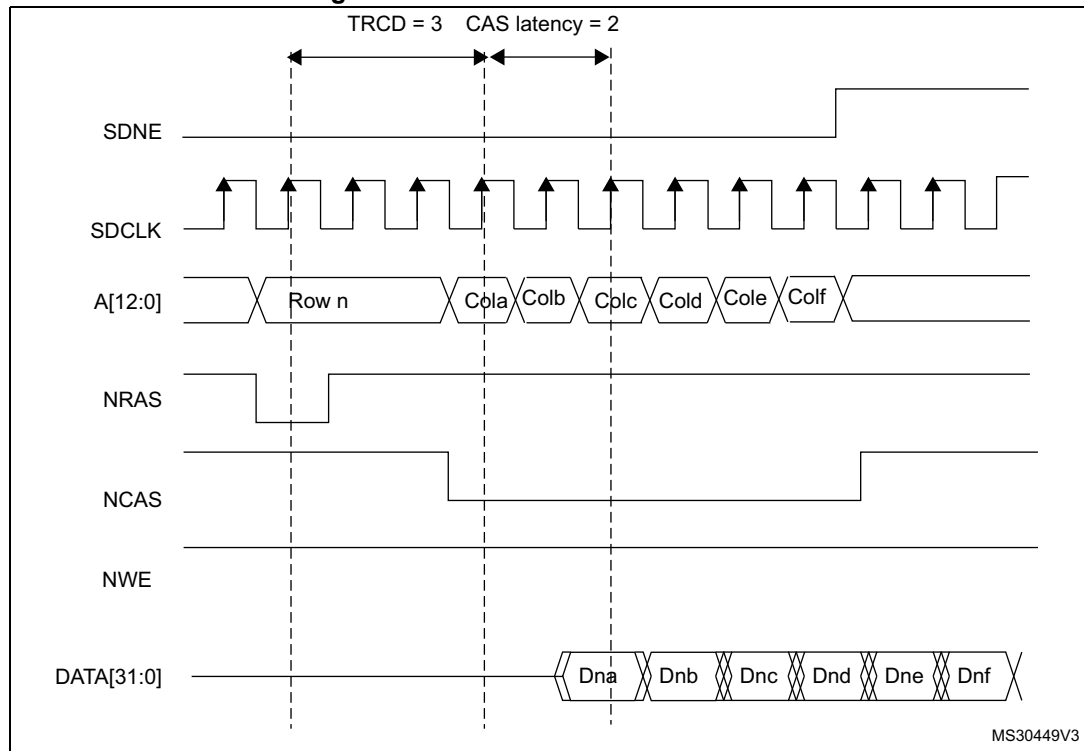 TRCD = 3 CAS latency = 2
SDNE
SDCLK
A[12:0] Row n Cola Colb Colc Cold Cole Colf
NRAS
NCAS
NWE
DATA[31:0] Dna Dnb Dnc Dnd Dne Dnf
MS30449V3